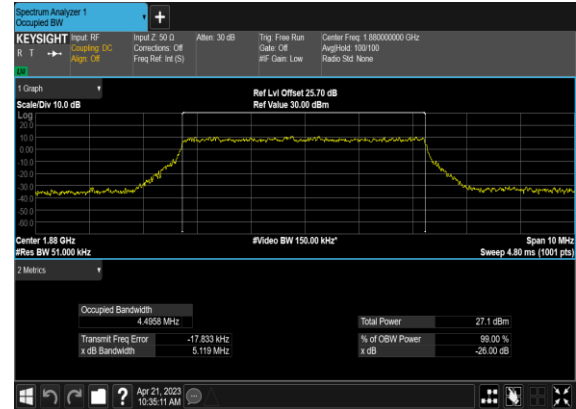 Spectrum Analyzer 1
Occupied BW
KEYSIGHT
R T
LU
Input: RF
Coupling: DC
Align: Off
Input Z: 50 Ω
Corrections: Off
Freq Ref: Int (S)
Atten: 30 dB
Trig: Free Run
Gate: Off
#IF Gain: Low
Center Freq: 1.880000000 GHz
Avg|Hold: 100/100
Radio Std: None
1 Graph
Scale/Div 10.0 dB
Ref Lvl Offset 25.70 dB
Ref Value 30.00 dBm
Log
20.0
10.0
0.00
-10.0
-20.0
-30.0
-40.0
-50.0
-60.0
Center 1.88 GHz
#Video BW 150.00 kHz*
Span 10 MHz
#Res BW 51.000 kHz
Sweep 4.80 ms (1001 pts)
2 Metrics
Occupied Bandwidth
4.4958 MHz
Total Power 27.1 dBm
Transmit Freq Error -17.833 kHz
% of OBW Power 99.00 %
x dB Bandwidth 5.119 MHz
x dB -26.00 dB
?
Apr 21, 2023
10:35:11 AM